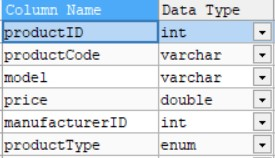 Column Name Data Type
productID int
productCode varchar
model varchar
price double
manufacturerID int
productType enum